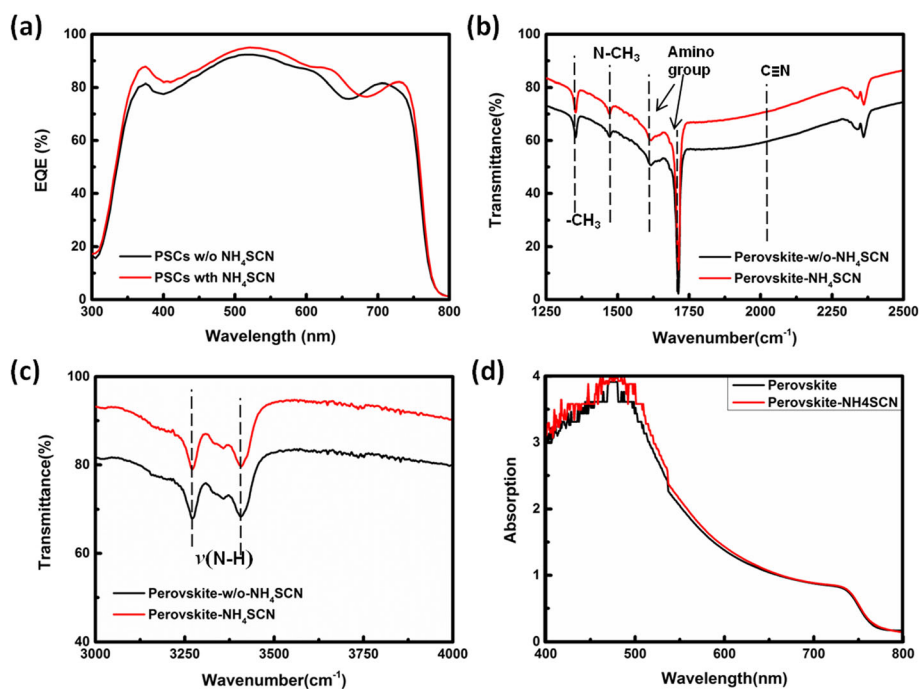 (a)
100
80
60
40
20
0
EQE (%)
PSCs w/o NH₄SCN
PSCs wth NH₄SCN
300 400 500 600 700 800
Wavelength (nm)
(b)
100
80
60
40
20
0
Transmittance(%)
N-CH₃
Amino
group
C≡N
-CH₃
Perovskite-w/o-NH₄SCN
Perovskite-NH₄SCN
1250 1500 1750 2000 2250 2500
Wavenumber(cm⁻¹)
(c)
100
80
60
40
Transmittance(%)
ν(N-H)
Perovskite-w/o-NH₄SCN
Perovskite-NH₄SCN
3000 3250 3500 3750 4000
Wavenumber(cm⁻¹)
(d)
4
3
2
1
0
Absorption
Perovskite
Perovskite-NH4SCN
400 500 600 700 800
Wavelength(nm)